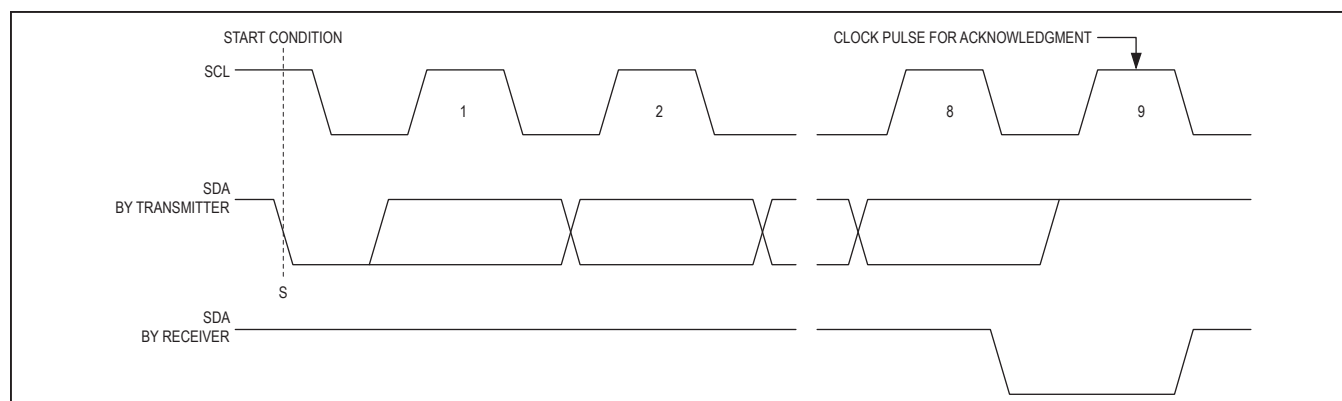 START CONDITION
CLOCK PULSE FOR ACKNOWLEDGMENT
SCL
1
2
8
9
SDA
BY TRANSMITTER
S
SDA
BY RECEIVER